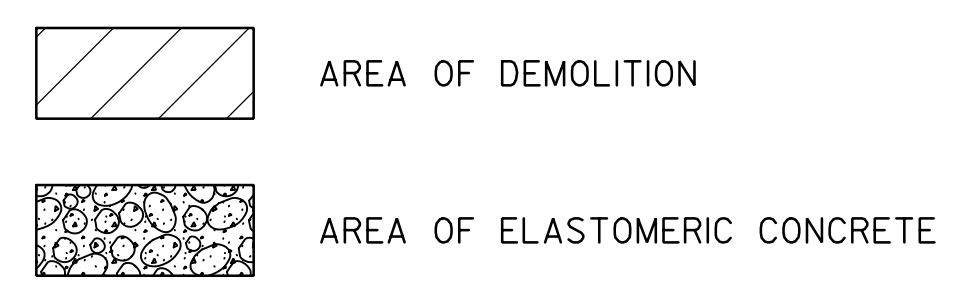 AREA OF DEMOLITION
AREA OF ELASTOMERIC CONCRETE